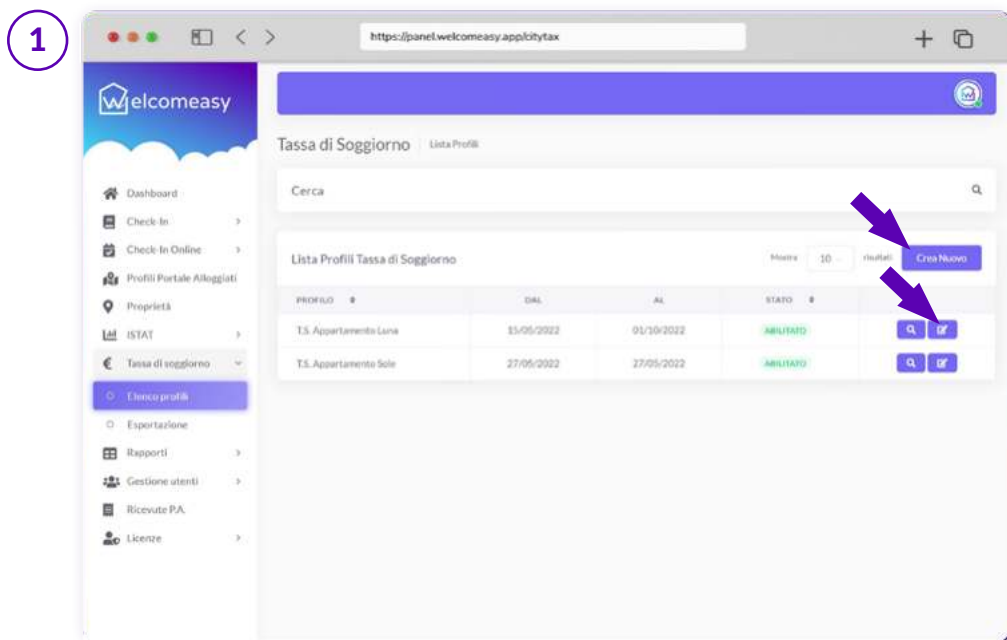 1
https://panel.welcomeasy.app/citytax
Welcomeasy
Tassa di Soggiorno Lista Profili
Cerca
Dashboard
Check-In
Check-In Online
Profili Portale Alloggiati
Proprietà
ISTAT
Tassa di soggiorno
Elenco profili
Esportazione
Rapporti
Gestione utenti
Ricevute P.A.
Licenze
Lista Profili Tassa di Soggiorno Mostra 10 risultati Crea Nuovo
PROFILO DAL AL STATO
T.S. Appartamento Luna 15/05/2022 01/10/2022 ABILITATO
T.S. Appartamento Sole 27/05/2022 27/05/2022 ABILITATO